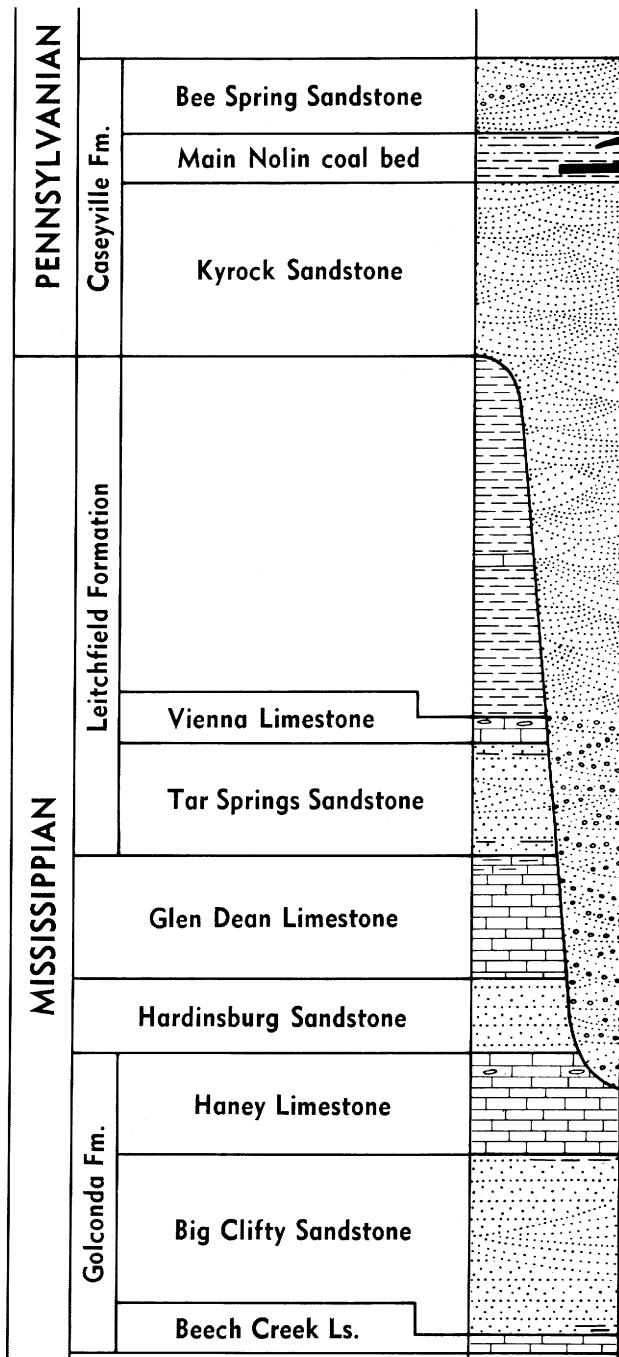 PENNSYLVANIAN
Caseyville Fm.
Bee Spring Sandstone
Main Nolin coal bed
Kyrock Sandstone
MISSISSIPPIAN
Leitchfield Formation
Vienna Limestone
Tar Springs Sandstone
Glen Dean Limestone
Hardinsburg Sandstone
Golconda Fm.
Haney Limestone
Big Clifty Sandstone
Beech Creek Ls.